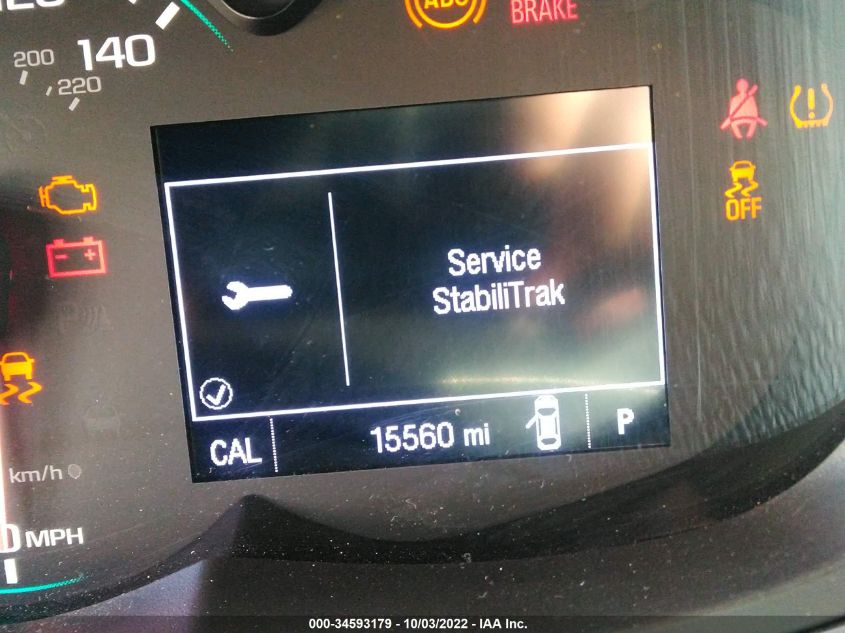 140
200
220
ABS
BRAKE
OFF
Service
StabiliTrak
CAL
15560 mi
P
km/h
MPH
000-34593179 - 10/03/2022 - IAA Inc.